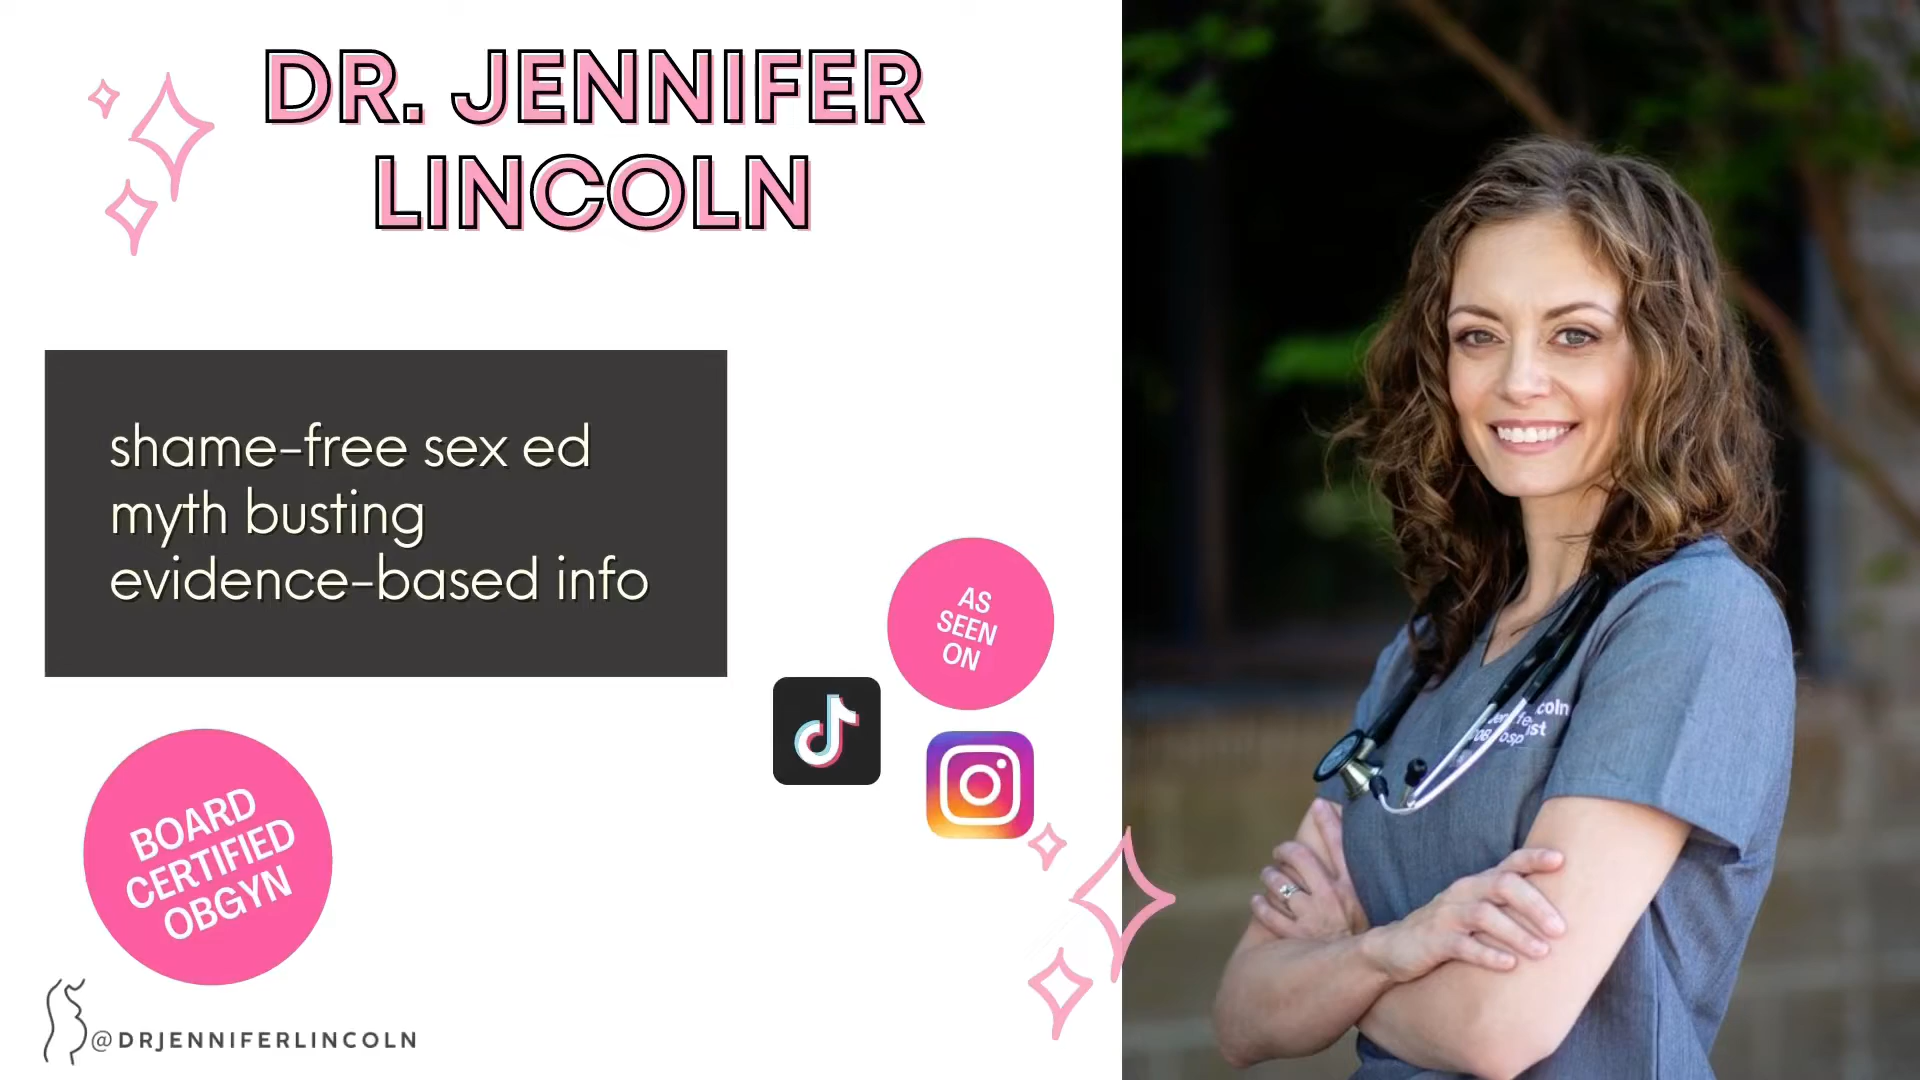 DR. JENNIFER
LINCOLN
shame-free sex ed
myth busting
evidence-based info
AS
SEEN
ON
BOARD
CERTIFIED
OBGYN
@DRJENNIFERLINCOLN